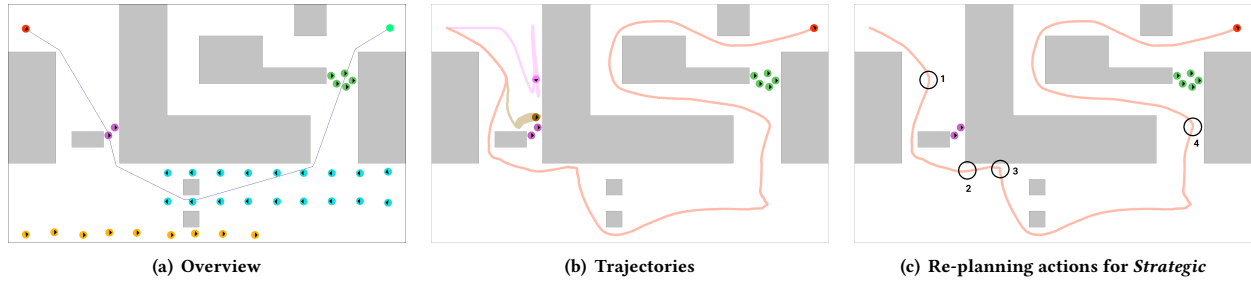 1
2
3
4
(a) Overview
(b) Trajectories
(c) Re-planning actions for Strategic